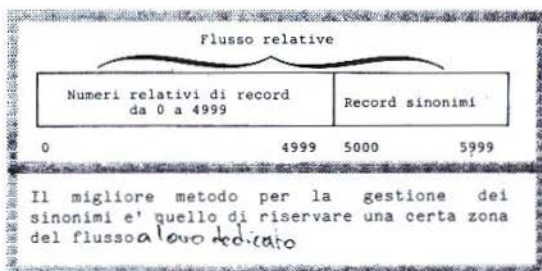 Flusso relative
Numeri relativi di record
da 0 a 4999
Record sinonimi
0 4999 5000 5999
Il migliore metodo per la gestione dei
sinonimi e' quello di riservare una certa zona
del flusso a loro dedicato